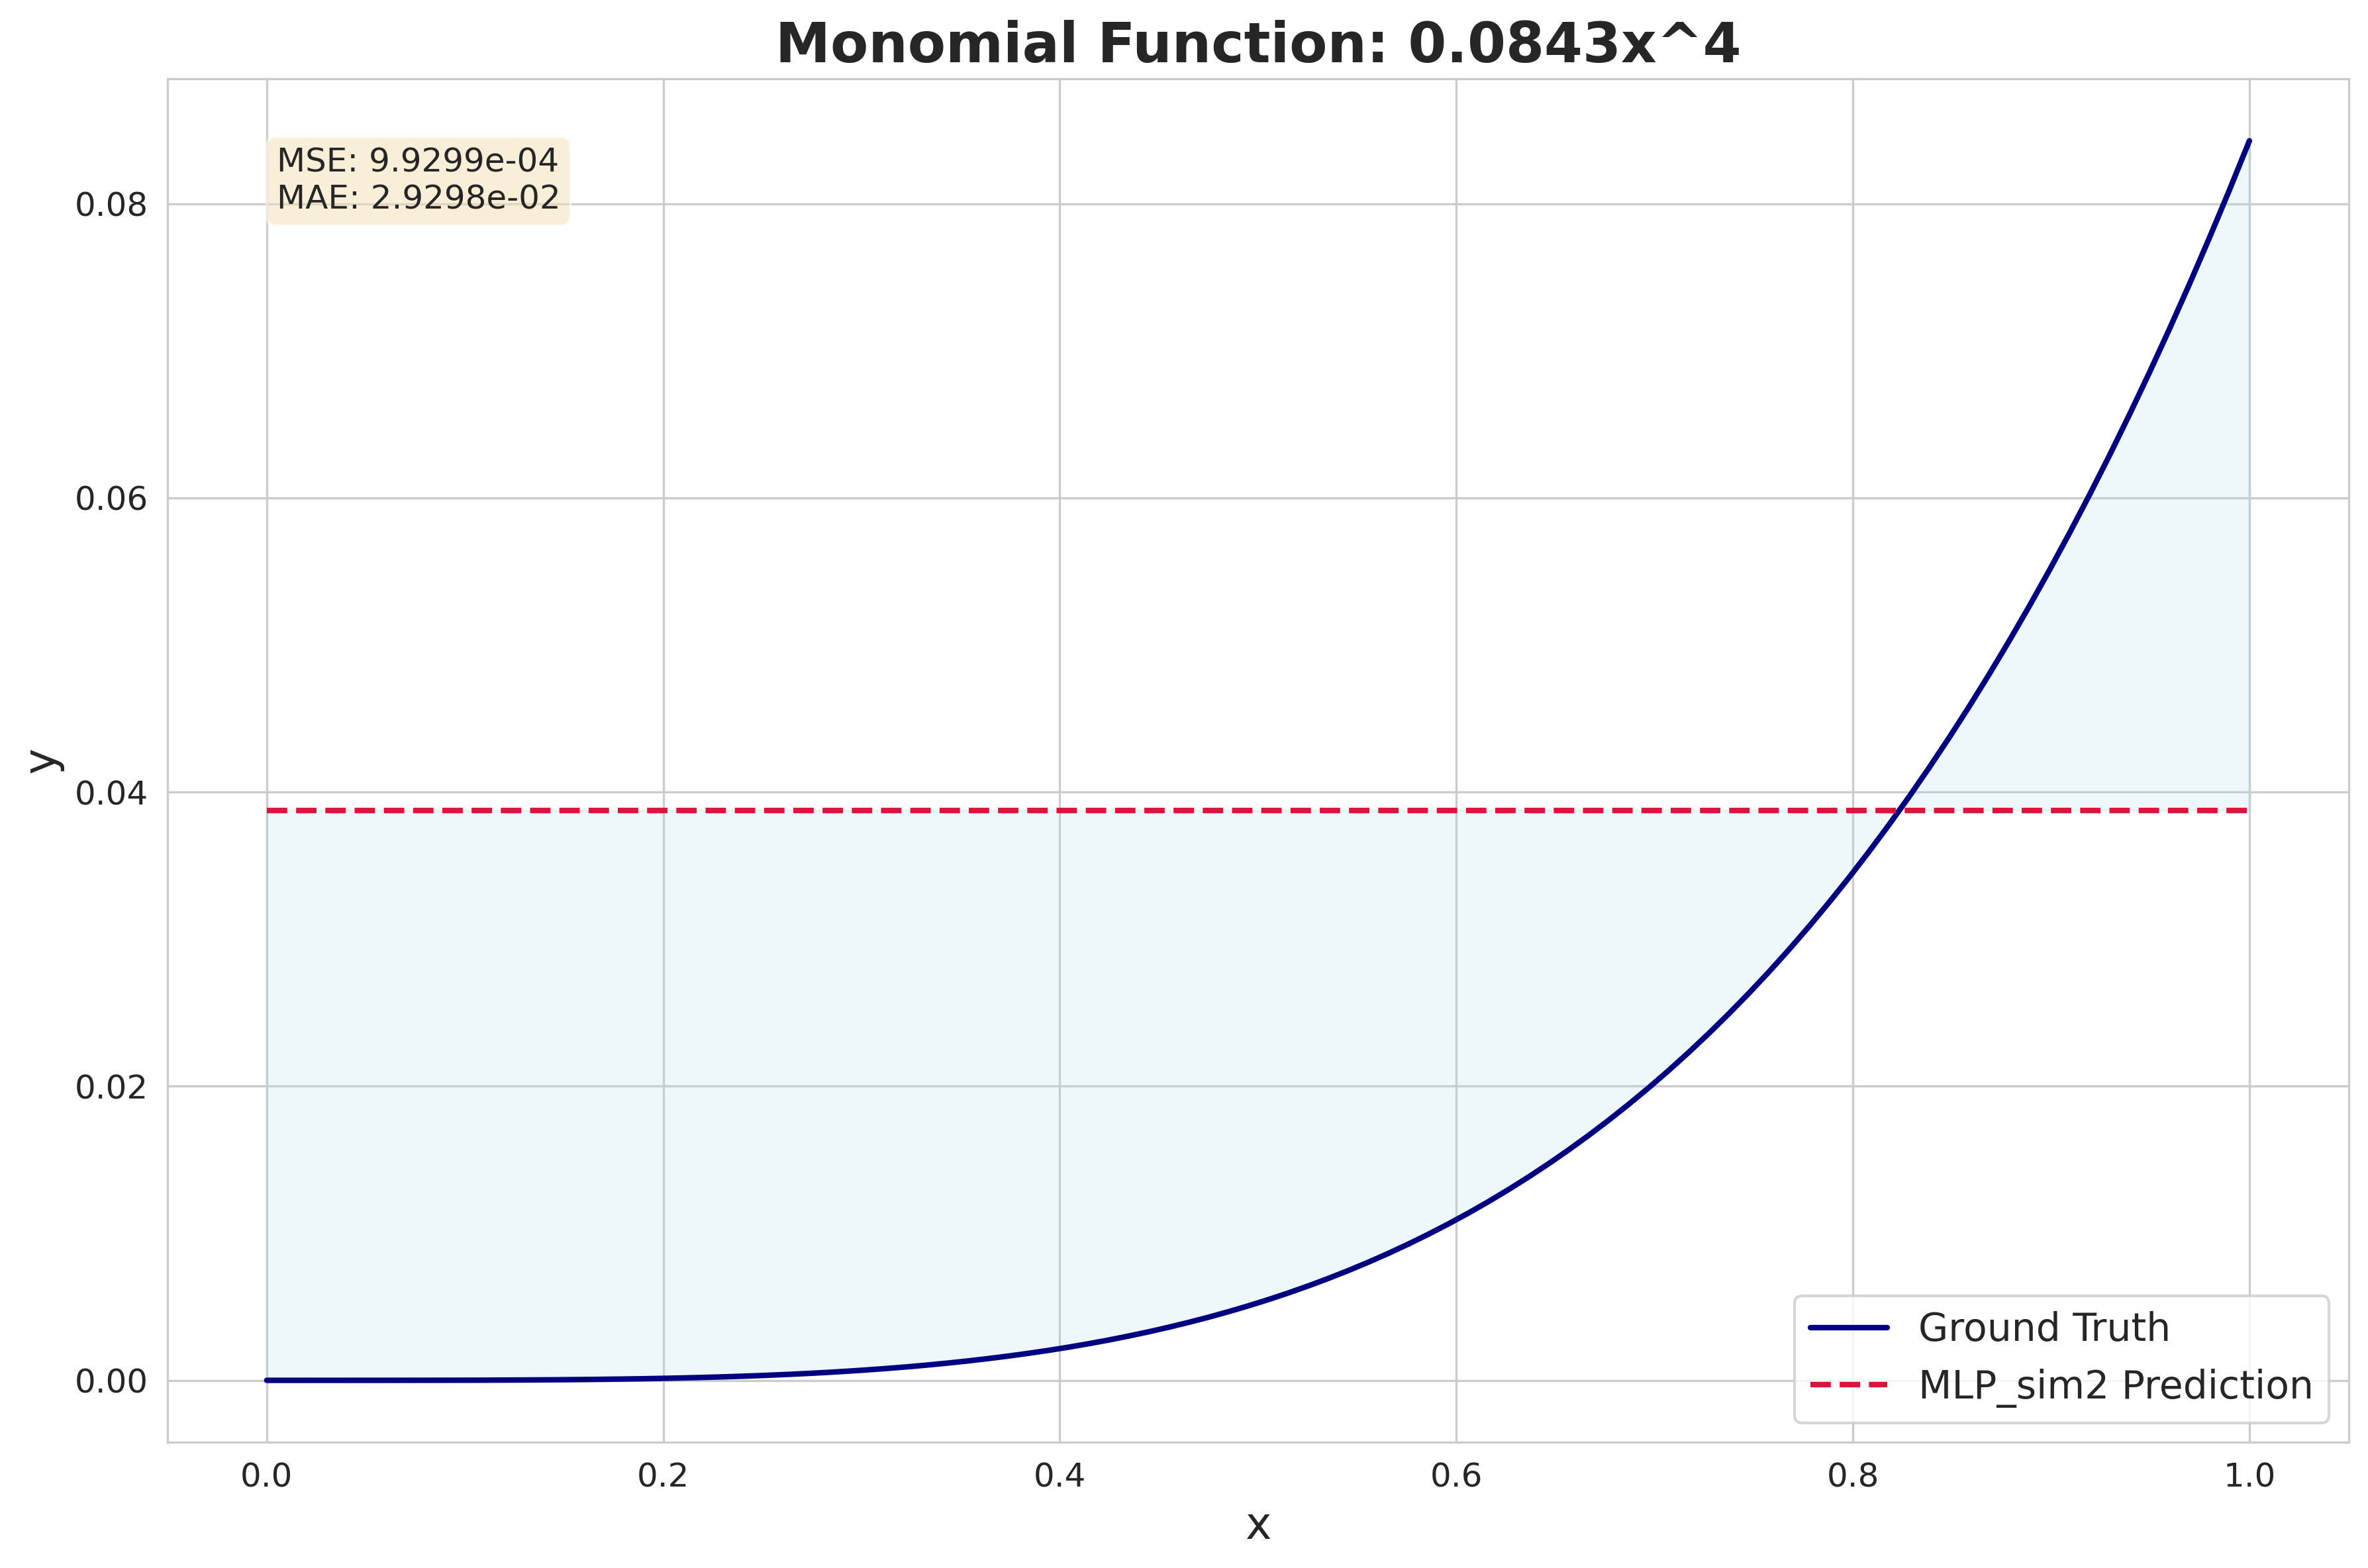 Monomial Function: 0.0843x^4
MSE: 9.9299e-04
MAE: 2.9298e-02
0.08
0.06
0.04
0.02
0.00
y
0.0
0.2
0.4
0.6
0.8
1.0
x
Ground Truth
MLP_sim2 Prediction